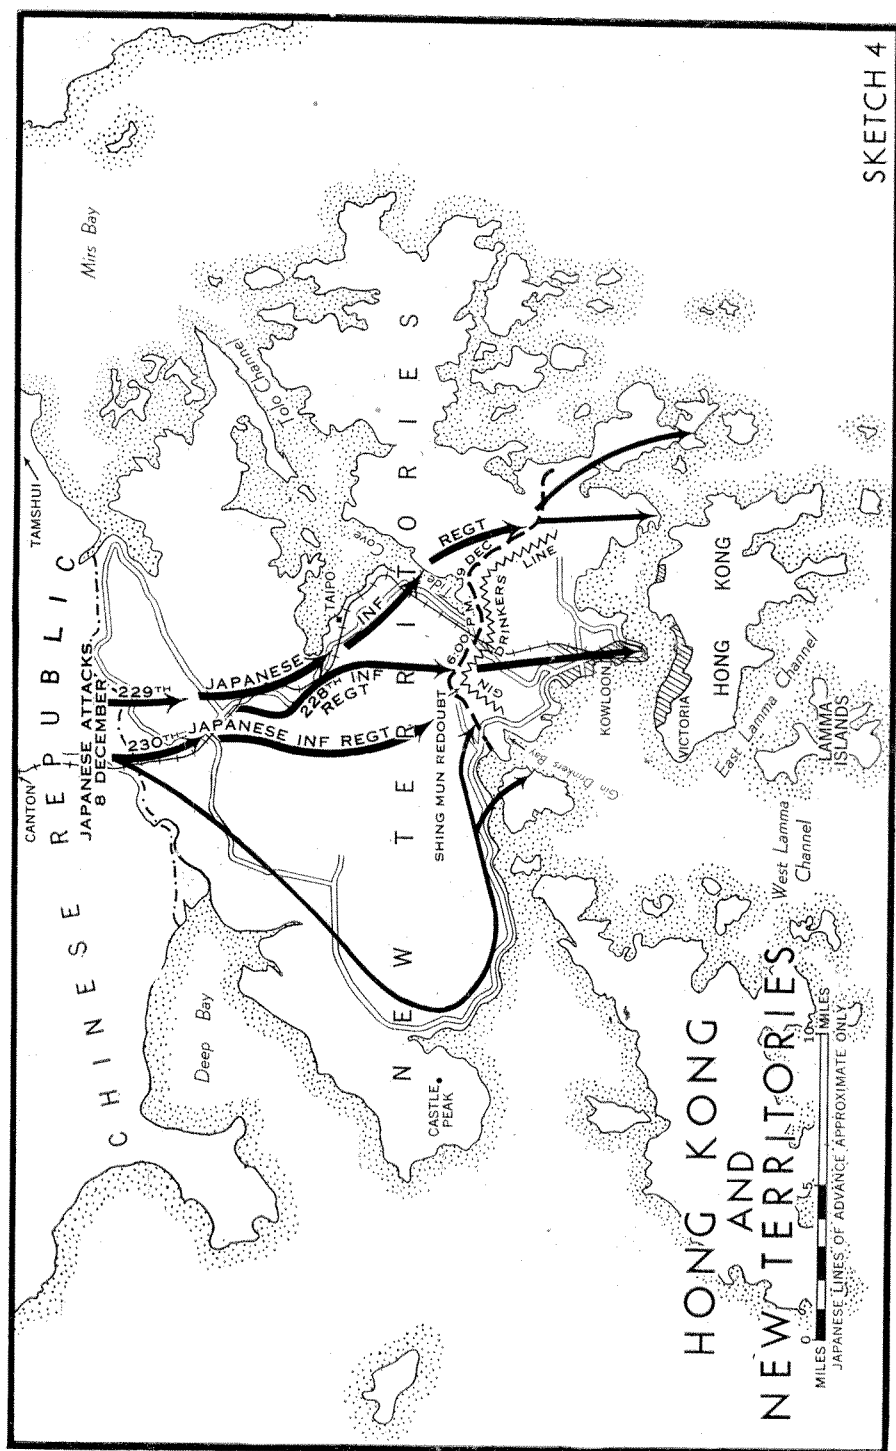 CHINESE REPUBLIC
CANTON
TAMSHUI
Mirs Bay
JAPANESE ATTACKS
8 DECEMBER
Deep Bay
229TH JAPANESE INF REGT
230TH JAPANESE INF REGT
228TH INF
REGT
Tolo Channel
TAIPO
Tide Cove
NEW TERRITORIES
CASTLE
PEAK
SHING MUN REDOUBT
6:00 P.M. 9 DEC
GIN DRINKERS LINE
Gin Drinkers Bay
KOWLOON
VICTORIA
HONG KONG
East Lamma Channel
West Lamma
Channel
LAMMA
ISLANDS
HONG KONG
AND
NEW TERRITORIES
MILES 0 5 10 MILES
JAPANESE LINES OF ADVANCE APPROXIMATE ONLY
SKETCH 4